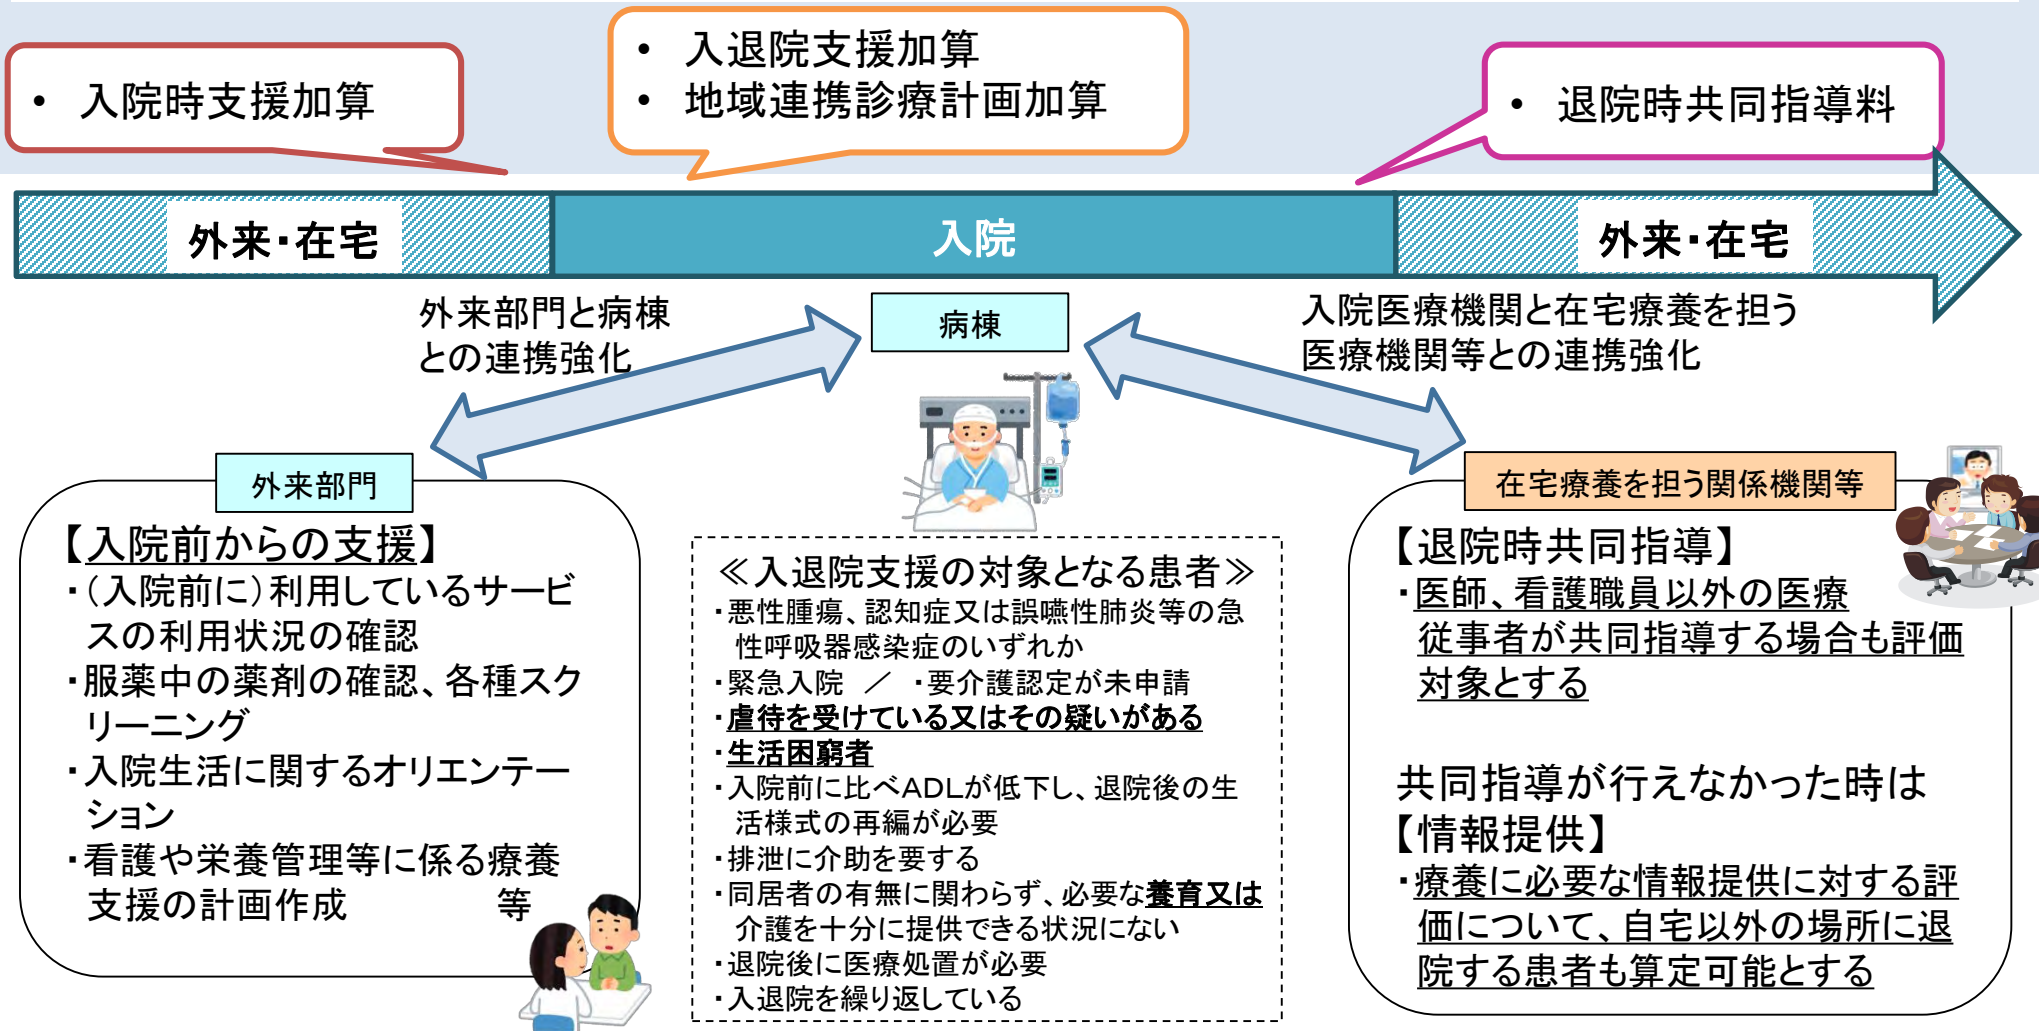 • 入院時支援加算
• 入退院支援加算
• 地域連携診療計画加算
• 退院時共同指導料
外来・在宅
入院
外来・在宅
外来部門と病棟
との連携強化
病棟
入院医療機関と在宅療養を担う
医療機関等との連携強化
外来部門
【入院前からの支援】
・(入院前に)利用しているサービ
スの利用状況の確認
・服薬中の薬剤の確認、各種スク
リーニング
・入院生活に関するオリエンテー
ション
・看護や栄養管理等に係る療養
支援の計画作成 等
≪入退院支援の対象となる患者≫
・悪性腫瘍、認知症又は誤嚥性肺炎等の急
性呼吸器感染症のいずれか
・緊急入院 ／ ・要介護認定が未申請
・虐待を受けている又はその疑いがある
・生活困窮者
・入院前に比べADLが低下し、退院後の生
活様式の再編が必要
・排泄に介助を要する
・同居者の有無に関わらず、必要な養育又は
介護を十分に提供できる状況にない
・退院後に医療処置が必要
・入退院を繰り返している
在宅療養を担う関係機関等
【退院時共同指導】
・医師、看護職員以外の医療
従事者が共同指導する場合も評価
対象とする
共同指導が行えなかった時は
【情報提供】
・療養に必要な情報提供に対する評
価について、自宅以外の場所に退
院する患者も算定可能とする